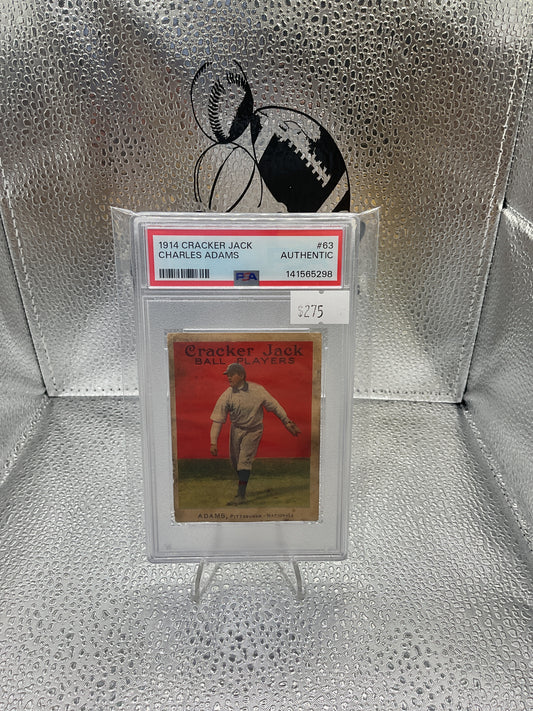 1914 CRACKER JACK #63
CHARLES ADAMS AUTHENTIC
PSA 141565298
$275
Cracker Jack
BALL PLAYERS
ADAMS, PITTSBURGH - NATIONALS